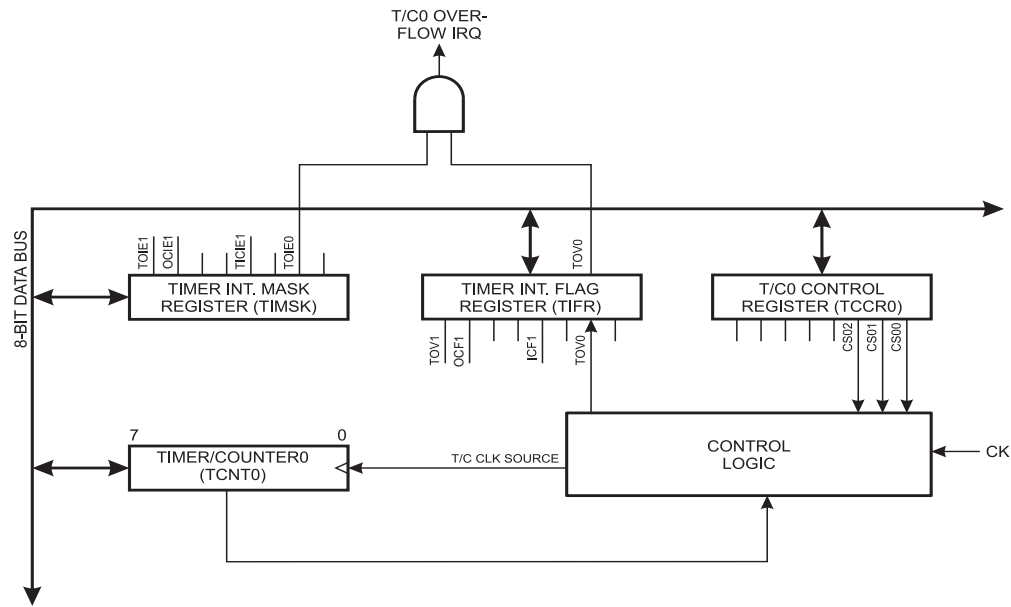 T/C0 OVER-
FLOW IRQ
8-BIT DATA BUS
TOIE1
OCIE1
TICIE1
TOIE0
TOV0
TIMER INT. MASK
REGISTER (TIMSK)
TIMER INT. FLAG
REGISTER (TIFR)
T/C0 CONTROL
REGISTER (TCCR0)
TOV1
OCF1
ICF1
TOV0
CS02
CS01
CS00
7 0
TIMER/COUNTER0
(TCNT0)
T/C CLK SOURCE
CONTROL
LOGIC
CK